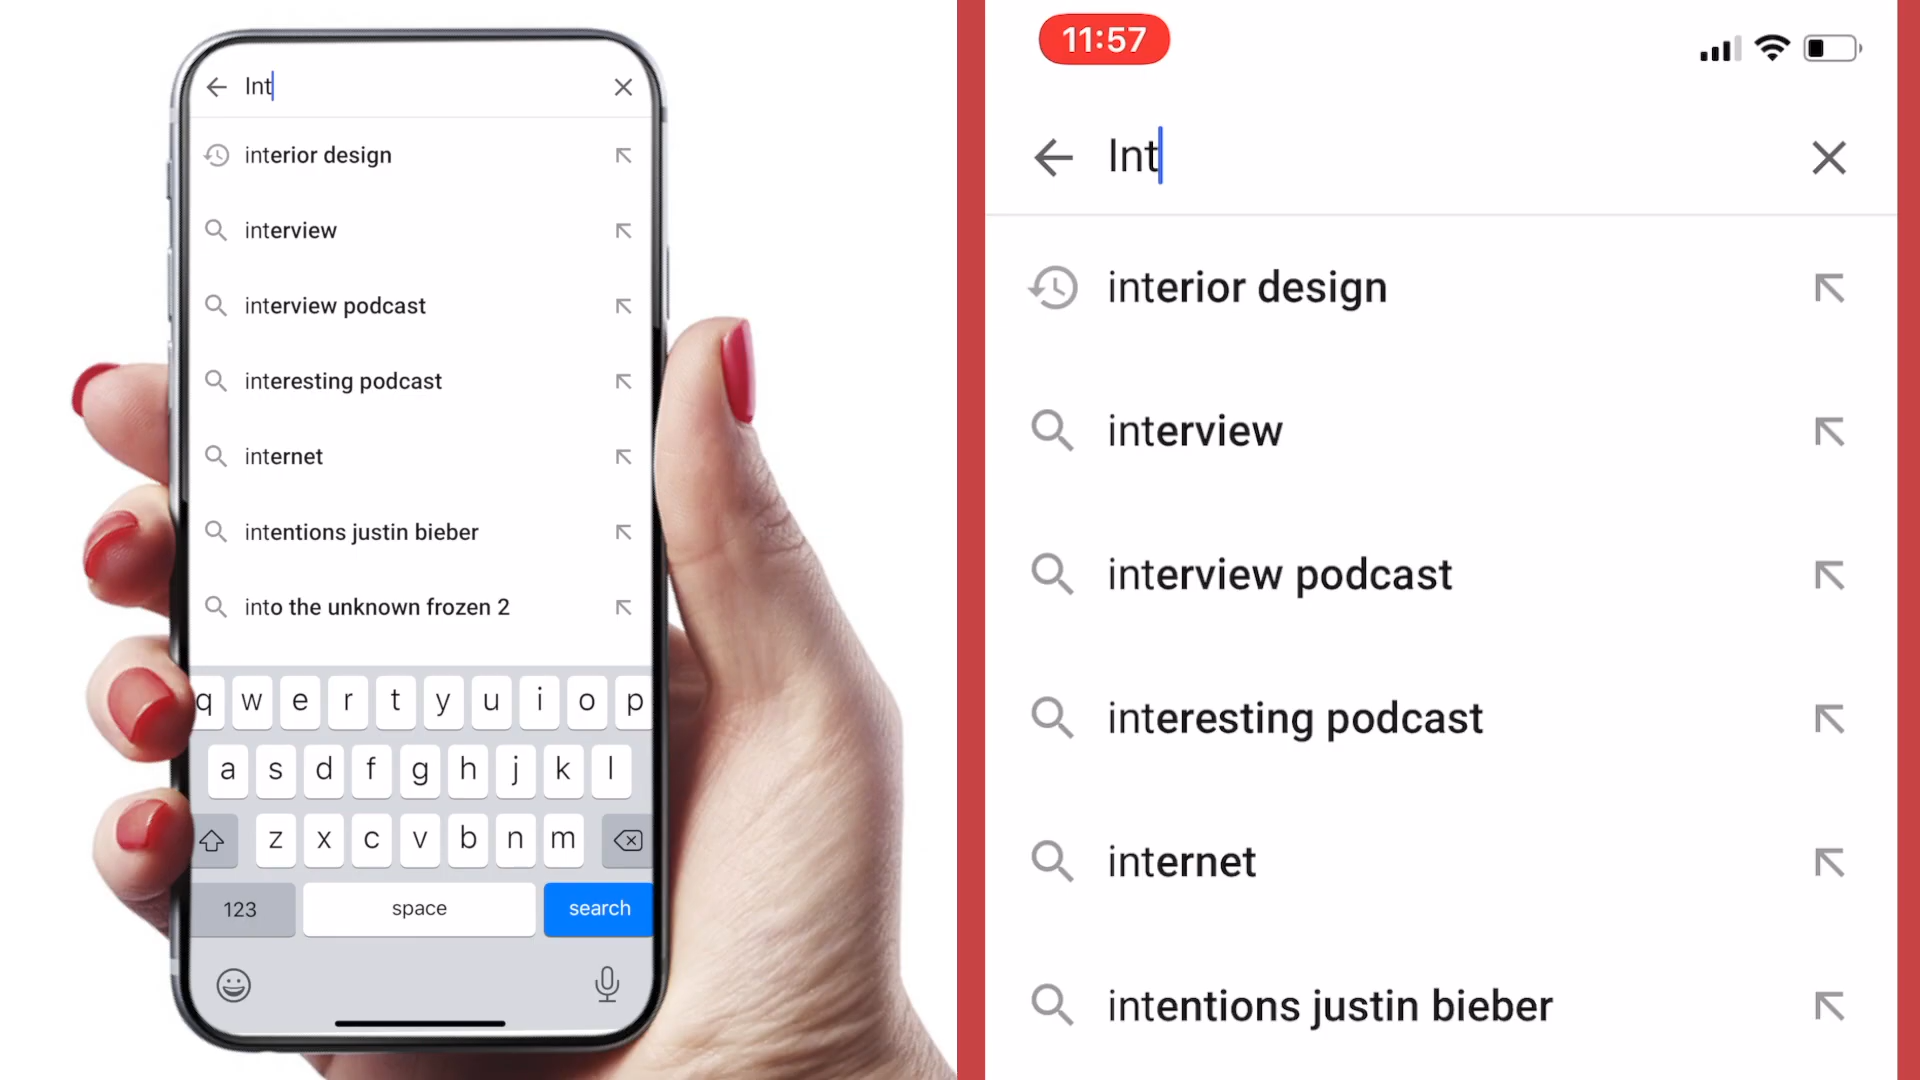 Int
interior design
interview
interview podcast
interesting podcast
internet
intentions justin bieber
into the unknown frozen 2
q w e r t y u i o p
a s d f g h j k l
z x c v b n m
123 space search
11:57
Int
interior design
interview
interview podcast
interesting podcast
internet
intentions justin bieber